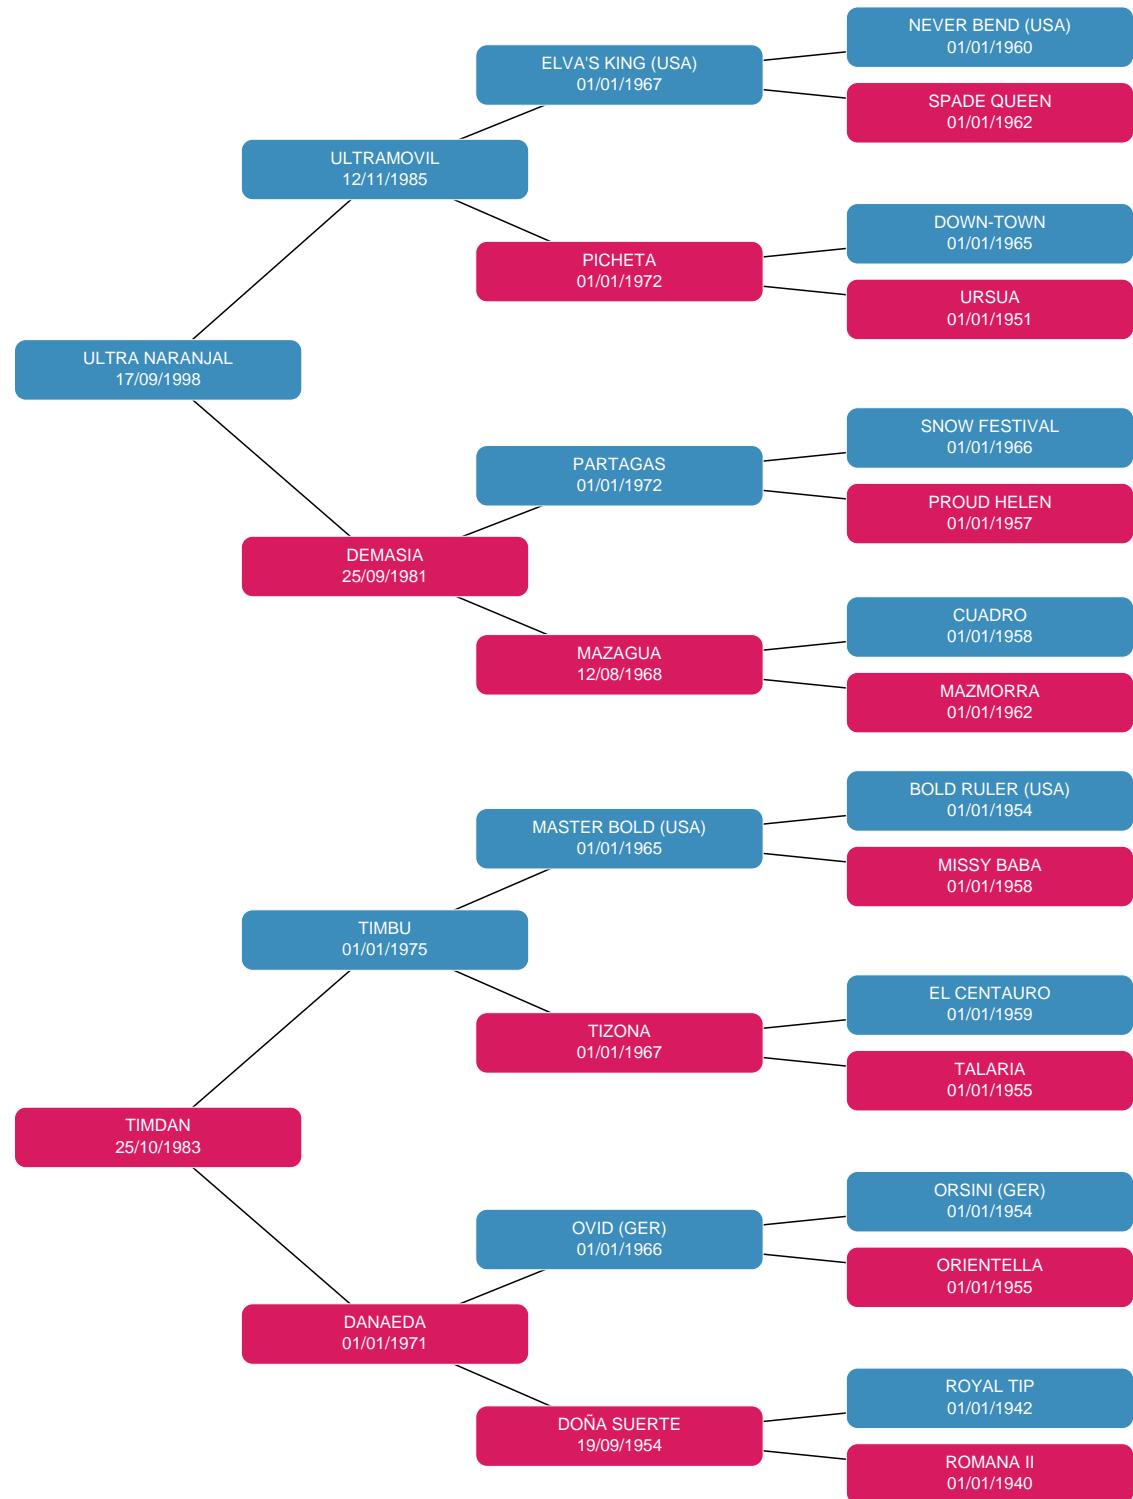 NEVER BEND (USA)
01/01/1960
ELVA'S KING (USA)
01/01/1967
SPADE QUEEN
01/01/1962
ULTRAMOVIL
12/11/1985
DOWN-TOWN
01/01/1965
PICHETA
01/01/1972
URSUA
01/01/1951
ULTRA NARANJAL
17/09/1998
SNOW FESTIVAL
01/01/1966
PARTAGAS
01/01/1972
PROUD HELEN
01/01/1957
DEMASIA
25/09/1981
CUADRO
01/01/1958
MAZAGUA
12/08/1968
MAZMORRA
01/01/1962
BOLD RULER (USA)
01/01/1954
MASTER BOLD (USA)
01/01/1965
MISSY BABA
01/01/1958
TIMBU
01/01/1975
EL CENTAURO
01/01/1959
TIZONA
01/01/1967
TALARIA
01/01/1955
TIMDAN
25/10/1983
ORSINI (GER)
01/01/1954
OVID (GER)
01/01/1966
ORIENTELLA
01/01/1955
DANAEDA
01/01/1971
ROYAL TIP
01/01/1942
DOÑA SUERTE
19/09/1954
ROMANA II
01/01/1940